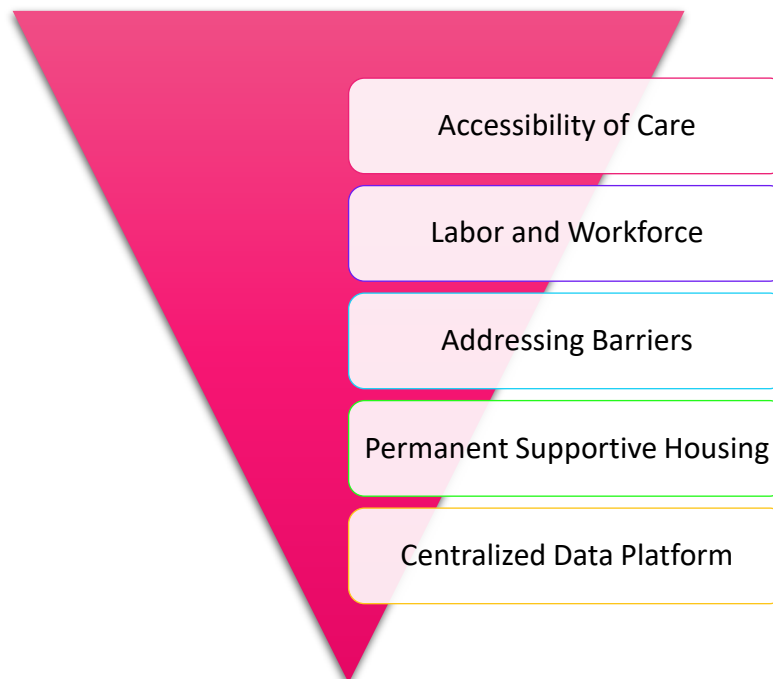 Accessibility of Care
Labor and Workforce
Addressing Barriers
Permanent Supportive Housing
Centralized Data Platform